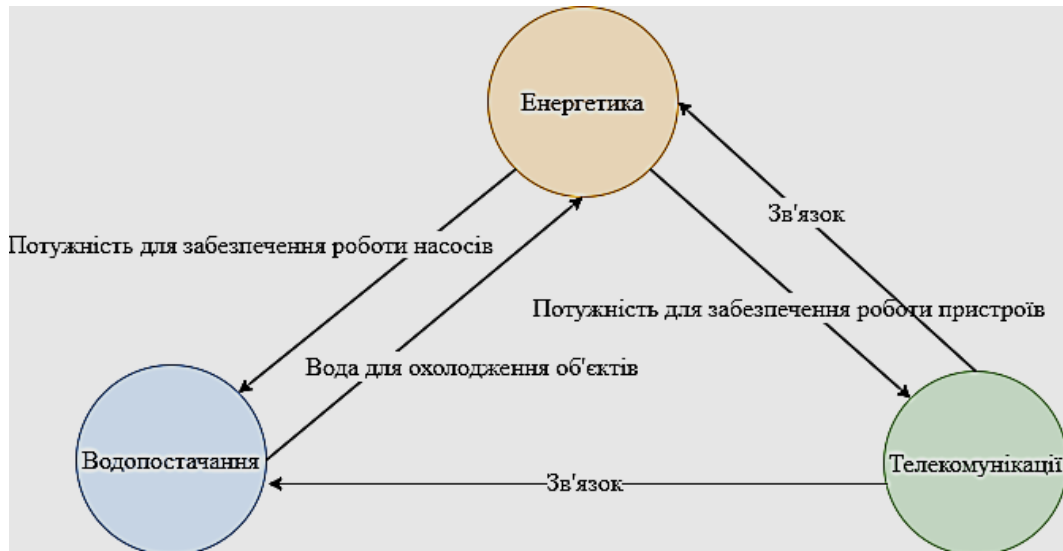 Енергетика
Зв'язок
Потужність для забезпечення роботи насосів
Потужність для забезпечення роботи пристроїв
Вода для охолодження об'єктів
Водопостачання
Телекомунікації
Зв'язок